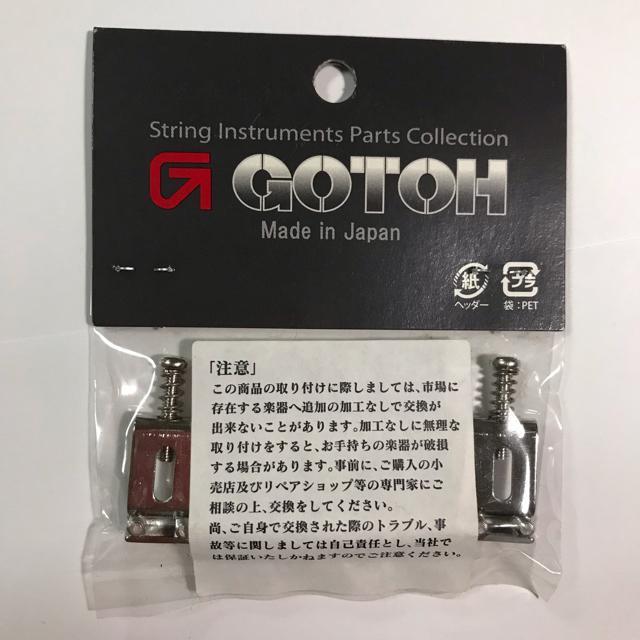 String Instruments Parts Collection
GOTOH
Made in Japan
紙 プラ
ヘッダー 袋:PET
「注意」
この商品の取り付けに際しましては、市場に
存在する楽器へ追加の加工なしで交換が
出来ないことがあります。加工なしに無理な
取り付けをすると、お手持ちの楽器が破損
する場合があります。事前に、ご購入の小
売店及びリペアショップ等の専門家にご
相談の上、交換をしてください。
尚、ご自身で交換された際のトラブル、事
故等に関しましては自己責任とし、当社で
は保証いたしかねますのでご注意ください。